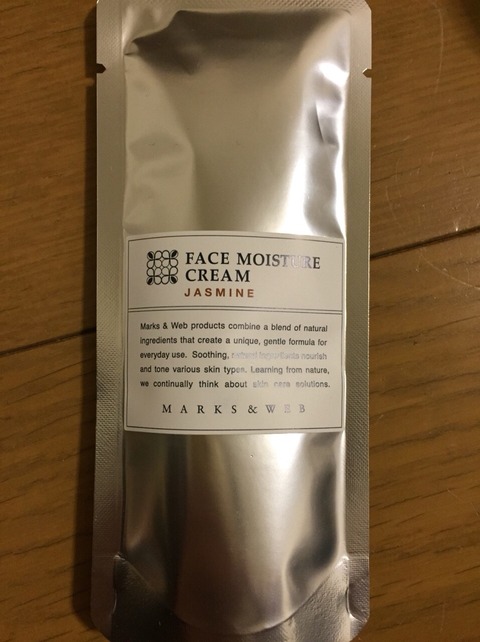 FACE MOISTURE
CREAM
JASMINE
Marks & Web products combine a blend of natural
ingredients that create a unique, gentle formula for
everyday use. Soothing, natural ingredients nourish
and tone various skin types. Learning from nature,
we continually think about skin care solutions.
MARKS & WEB